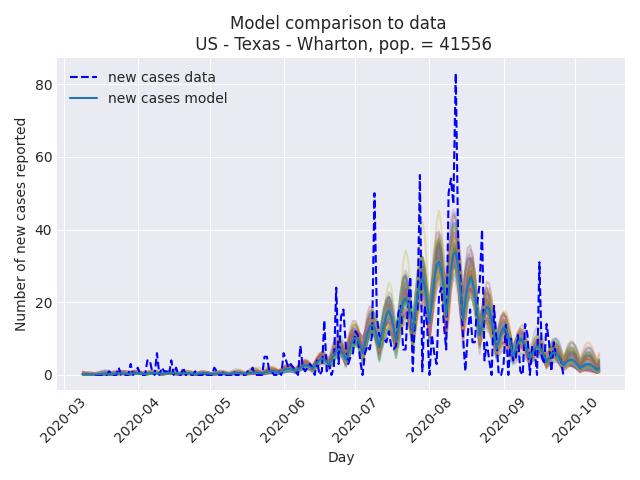 Model comparison to data
US - Texas - Wharton, pop. = 41556
new cases data
new cases model
Number of new cases reported
80
60
40
20
0
2020-03
2020-04
2020-05
2020-06
2020-07
2020-08
2020-09
2020-10
Day